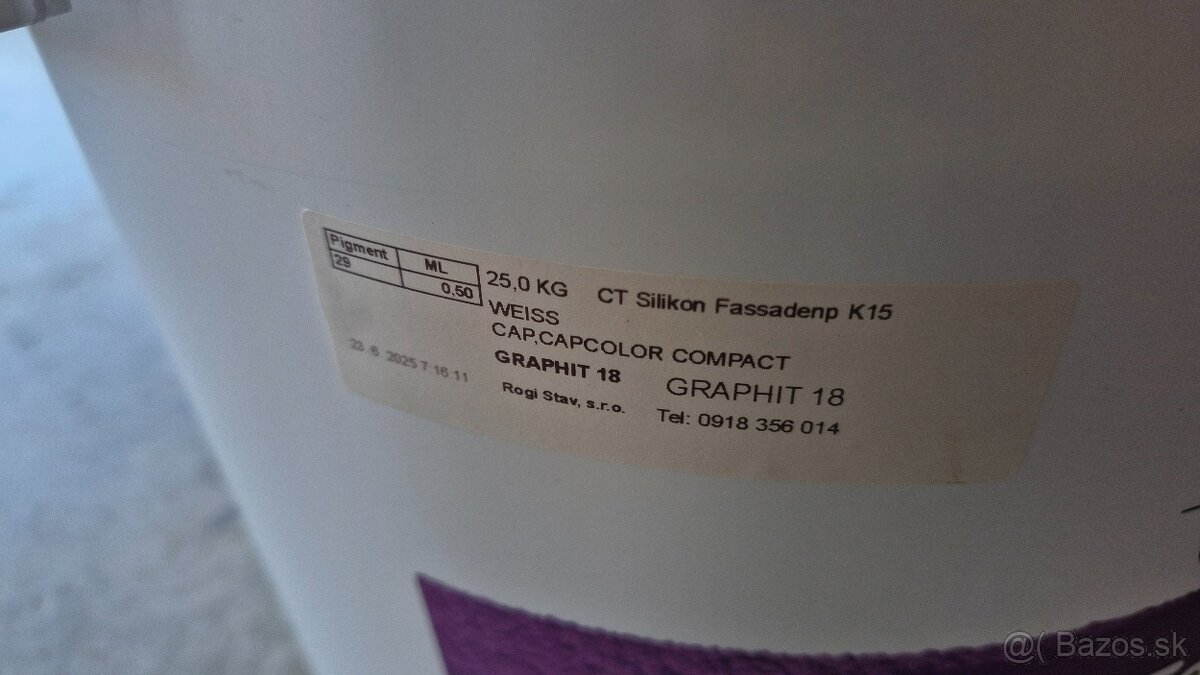 Pigment ML
29 0,50
25,0 KG CT Silikon Fassadenp K15
WEISS
CAP,CAPCOLOR COMPACT
GRAPHIT 18 GRAPHIT 18
23 6 2025 7 16:11 Rogi Stav, s.r.o. Tel: 0918 356 014
@( Bazos.sk